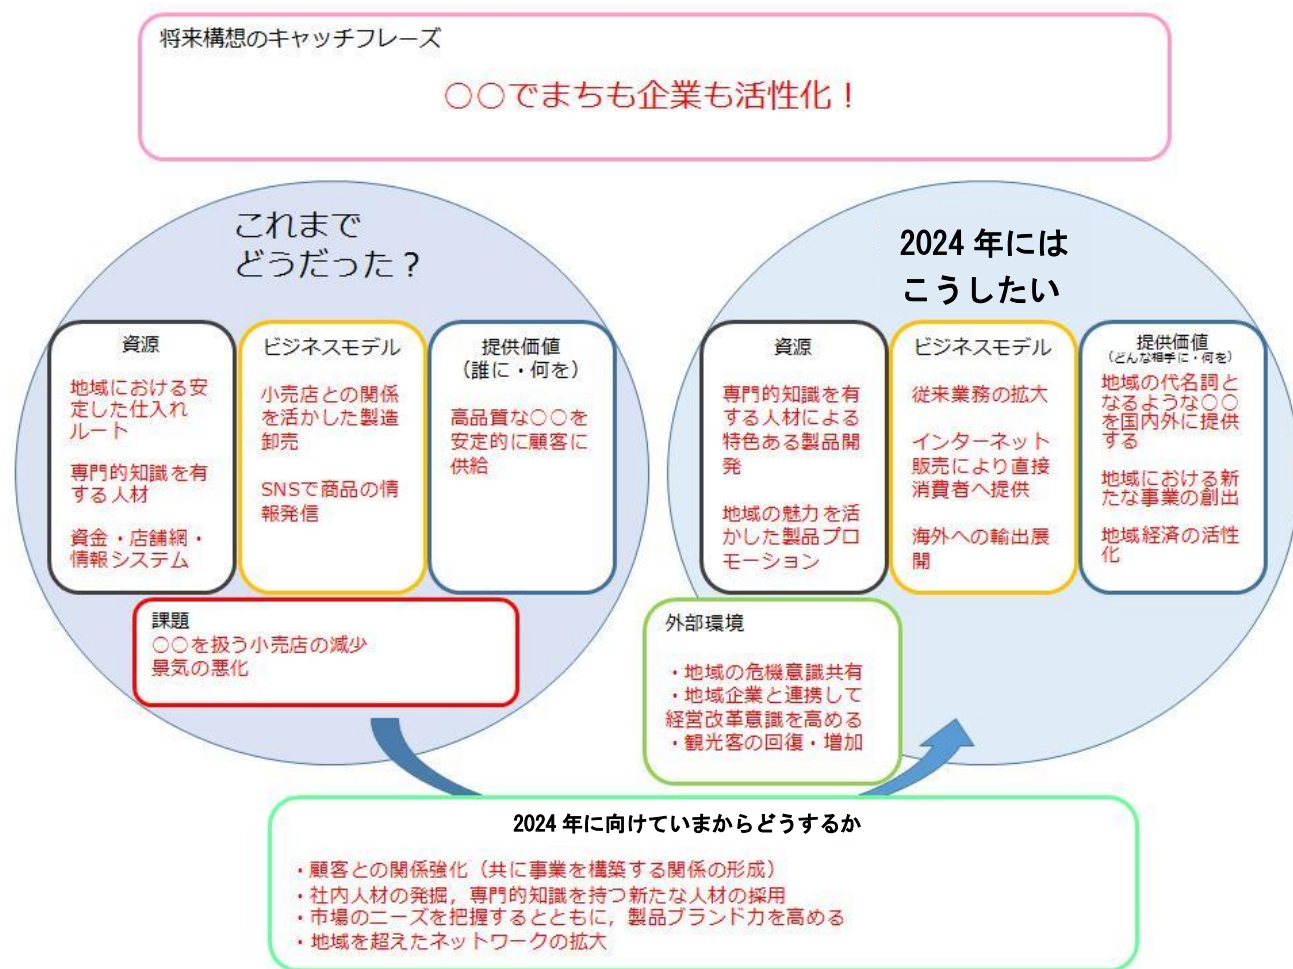 将来構想のキャッチフレーズ
○○でまちも企業も活性化！
これまで
どうだった？
資源
地域における安
定した仕入れ
ルート
専門的知識を有
する人材
資金・店舗網・
情報システム
ビジネスモデル
小売店との関係
を活かした製造
卸売
SNSで商品の情
報発信
提供価値
（誰に・何を）
高品質な○○を
安定的に顧客に
供給
課題
○○を扱う小売店の減少
景気の悪化
2024年には
こうしたい
資源
専門的知識を有
する人材による
特色ある製品開
発
地域の魅力を活
かした製品プロ
モーション
ビジネスモデル
従来業務の拡大
インターネット
販売により直接
消費者へ提供
海外への輸出展
開
提供価値
（どんな相手に・何を）
地域の代名詞と
なるような○○
を国内外に提供
する
地域における新
たな事業の創出
地域経済の活性
化
外部環境
・地域の危機意識共有
・地域企業と連携して
経営改革意識を高める
・観光客の回復・増加
2024年に向けていまからどうするか
・顧客との関係強化（共に事業を構築する関係の形成）
・社内人材の発掘，専門的知識を持つ新たな人材の採用
・市場のニーズを把握するとともに，製品ブランド力を高める
・地域を超えたネットワークの拡大